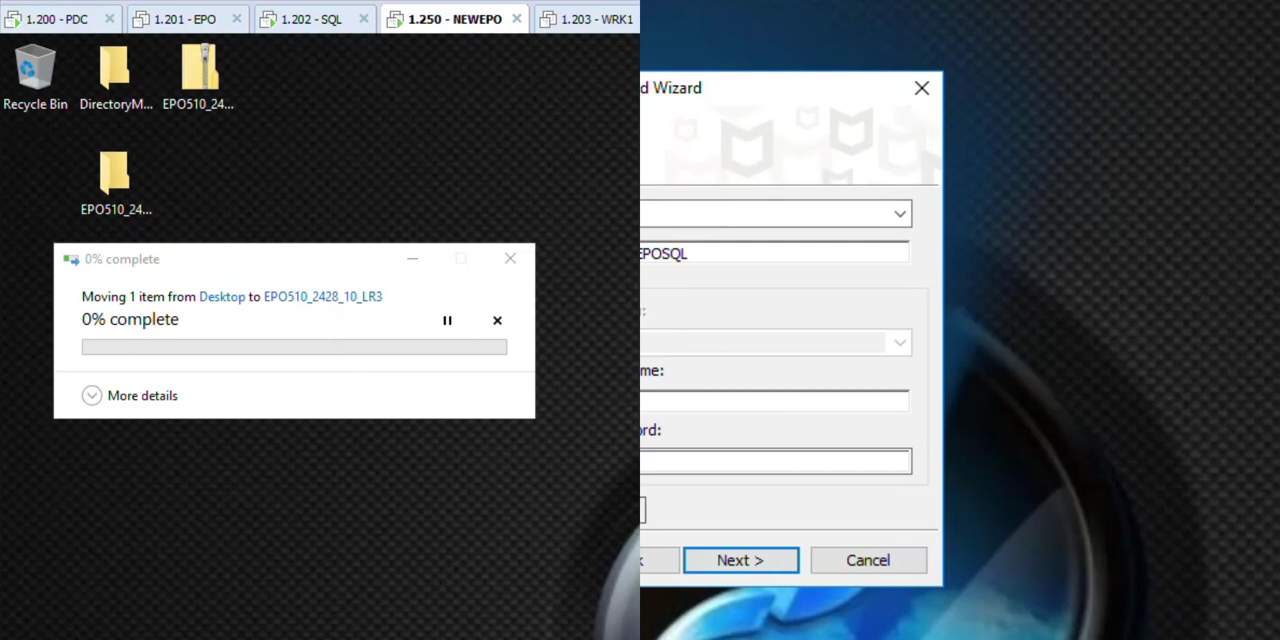 1.200 - PDC
1.201 - EPO
1.202 - SQL
1.250 - NEWEPO
1.203 - WRK1
Recycle Bin
DirectoryM...
EPO510_24...
EPO510_24...
0% complete
Moving 1 item from Desktop to EPO510_2428_10_LR3
0% complete
More details
d Wizard
EPOSQL
me:
ord:
Next >
Cancel